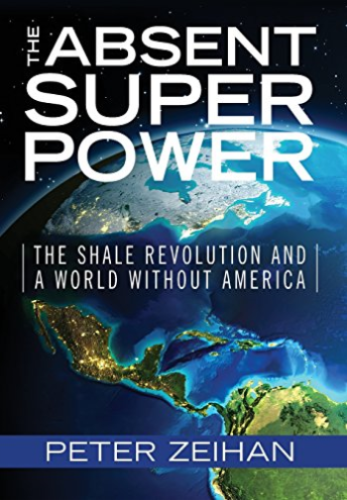 THE
ABSENT
SUPER
POWER
THE SHALE REVOLUTION AND
A WORLD WITHOUT AMERICA
PETER ZEIHAN